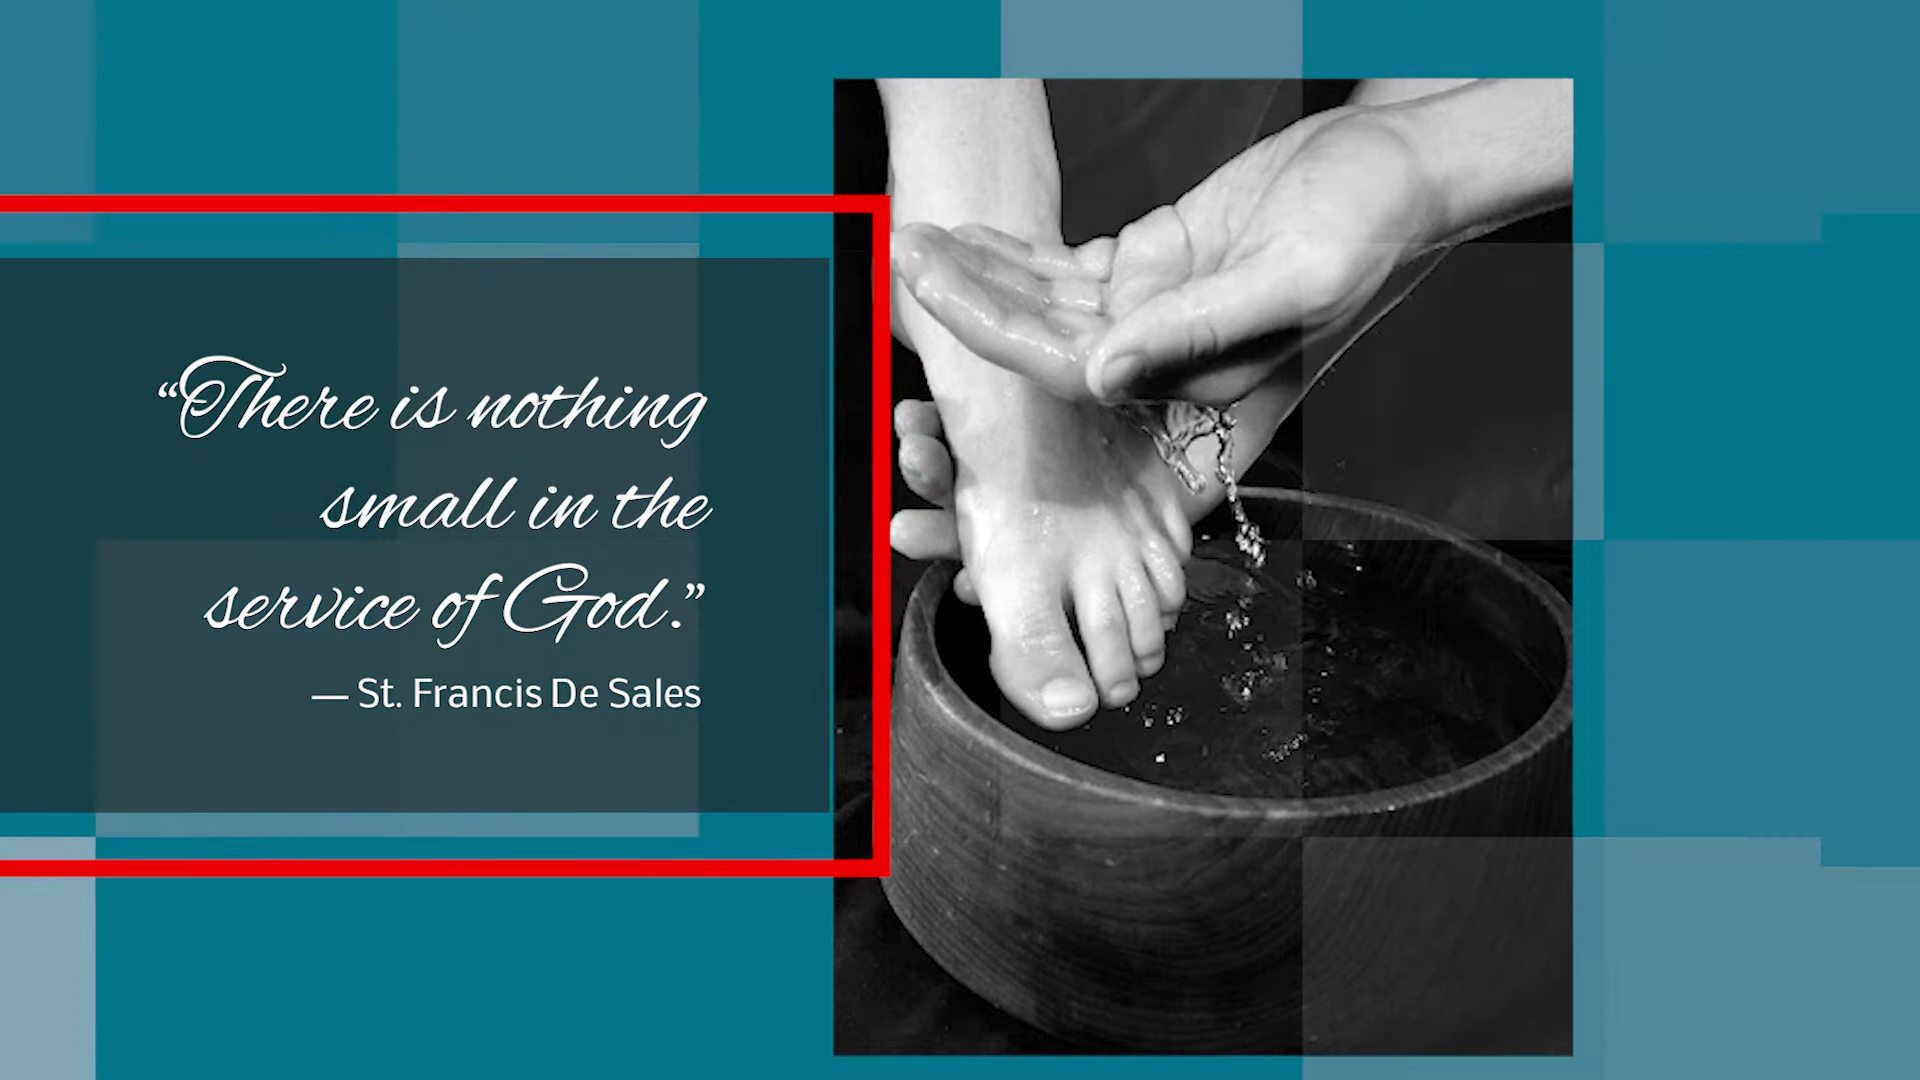 “There is nothing
small in the
service of God.”
— St. Francis De Sales